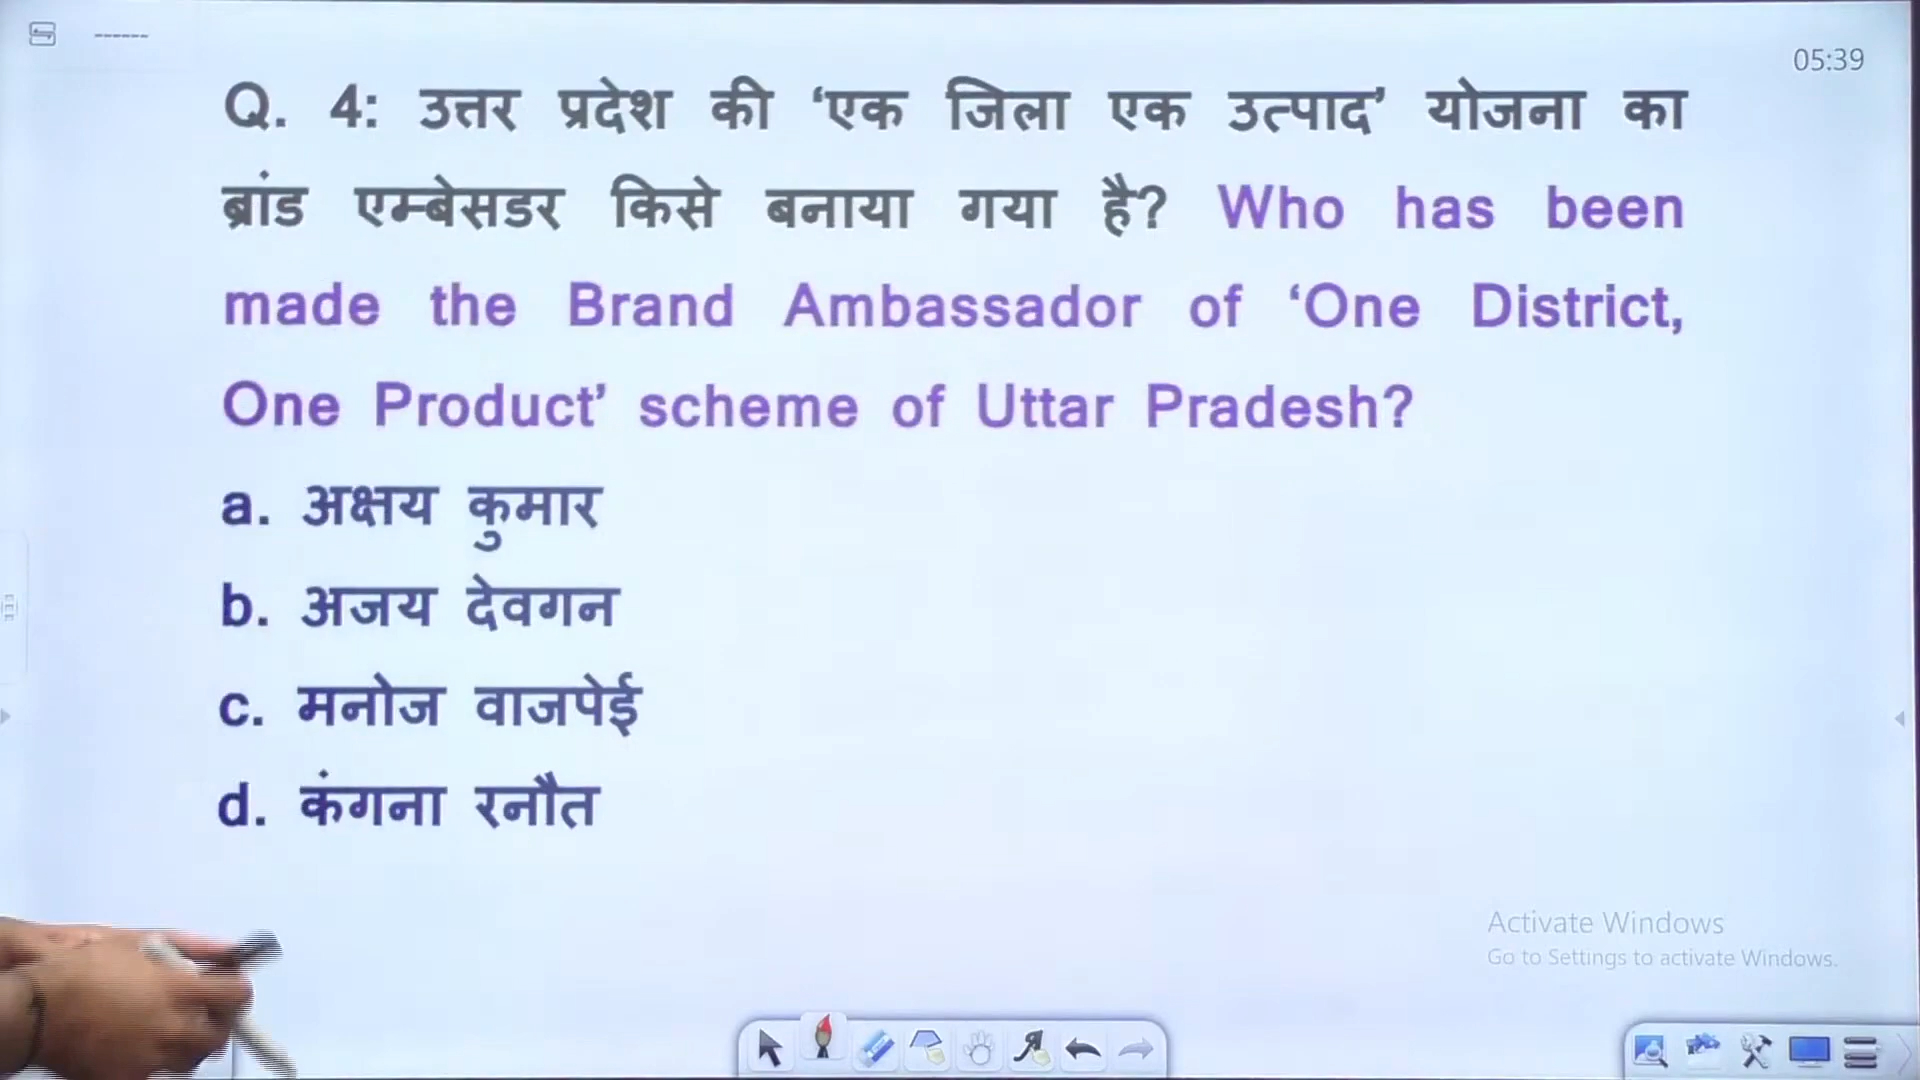 ------
05:39
Q. 4: उत्तर प्रदेश की ‘एक जिला एक उत्पाद’ योजना का
ब्रांड एम्बेसडर किसे बनाया गया है? Who has been
made the Brand Ambassador of ‘One District,
One Product’ scheme of Uttar Pradesh?
a. अक्षय कुमार
b. अजय देवगन
c. मनोज वाजपेई
d. कंगना रनौत
Activate Windows
Go to Settings to activate Windows.